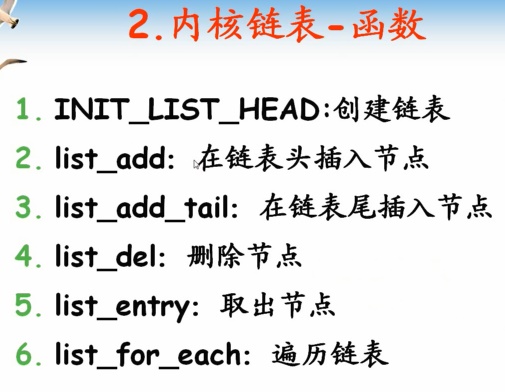 2.内核链表-函数
1. INIT_LIST_HEAD:创建链表
2. list_add: 在链表头插入节点
3. list_add_tail: 在链表尾插入节点
4. list_del: 删除节点
5. list_entry: 取出节点
6. list_for_each: 遍历链表